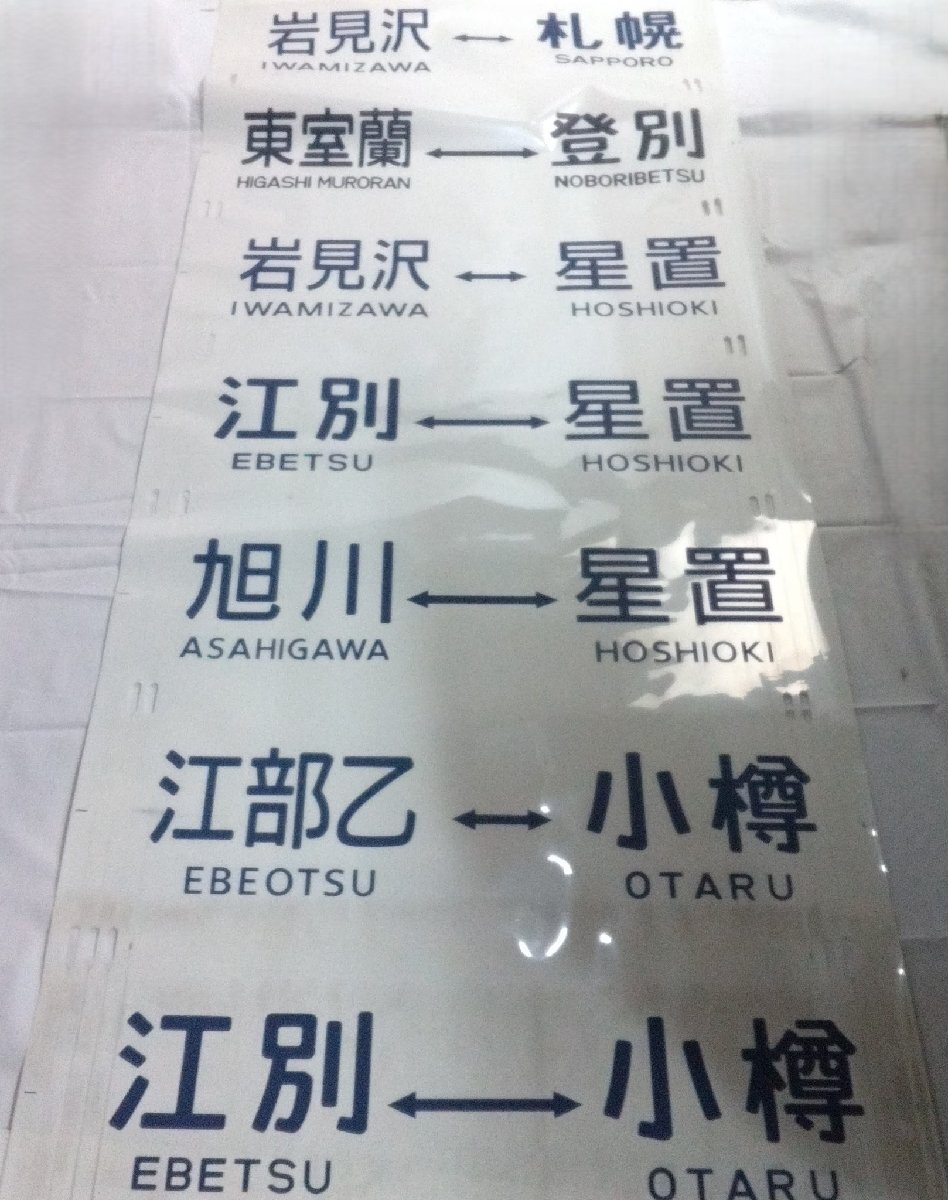 岩見沢 ↔ 札幌
IWAMIZAWA SAPPORO
東室蘭 ↔ 登別
HIGASHI MURORAN NOBORIBETSU
岩見沢 ↔ 星置
IWAMIZAWA HOSHIOKI
江別 ↔ 星置
EBETSU HOSHIOKI
旭川 ↔ 星置
ASAHIGAWA HOSHIOKI
江部乙 ↔ 小樽
EBEOTSU OTARU
江別 ↔ 小樽
EBETSU OTARU